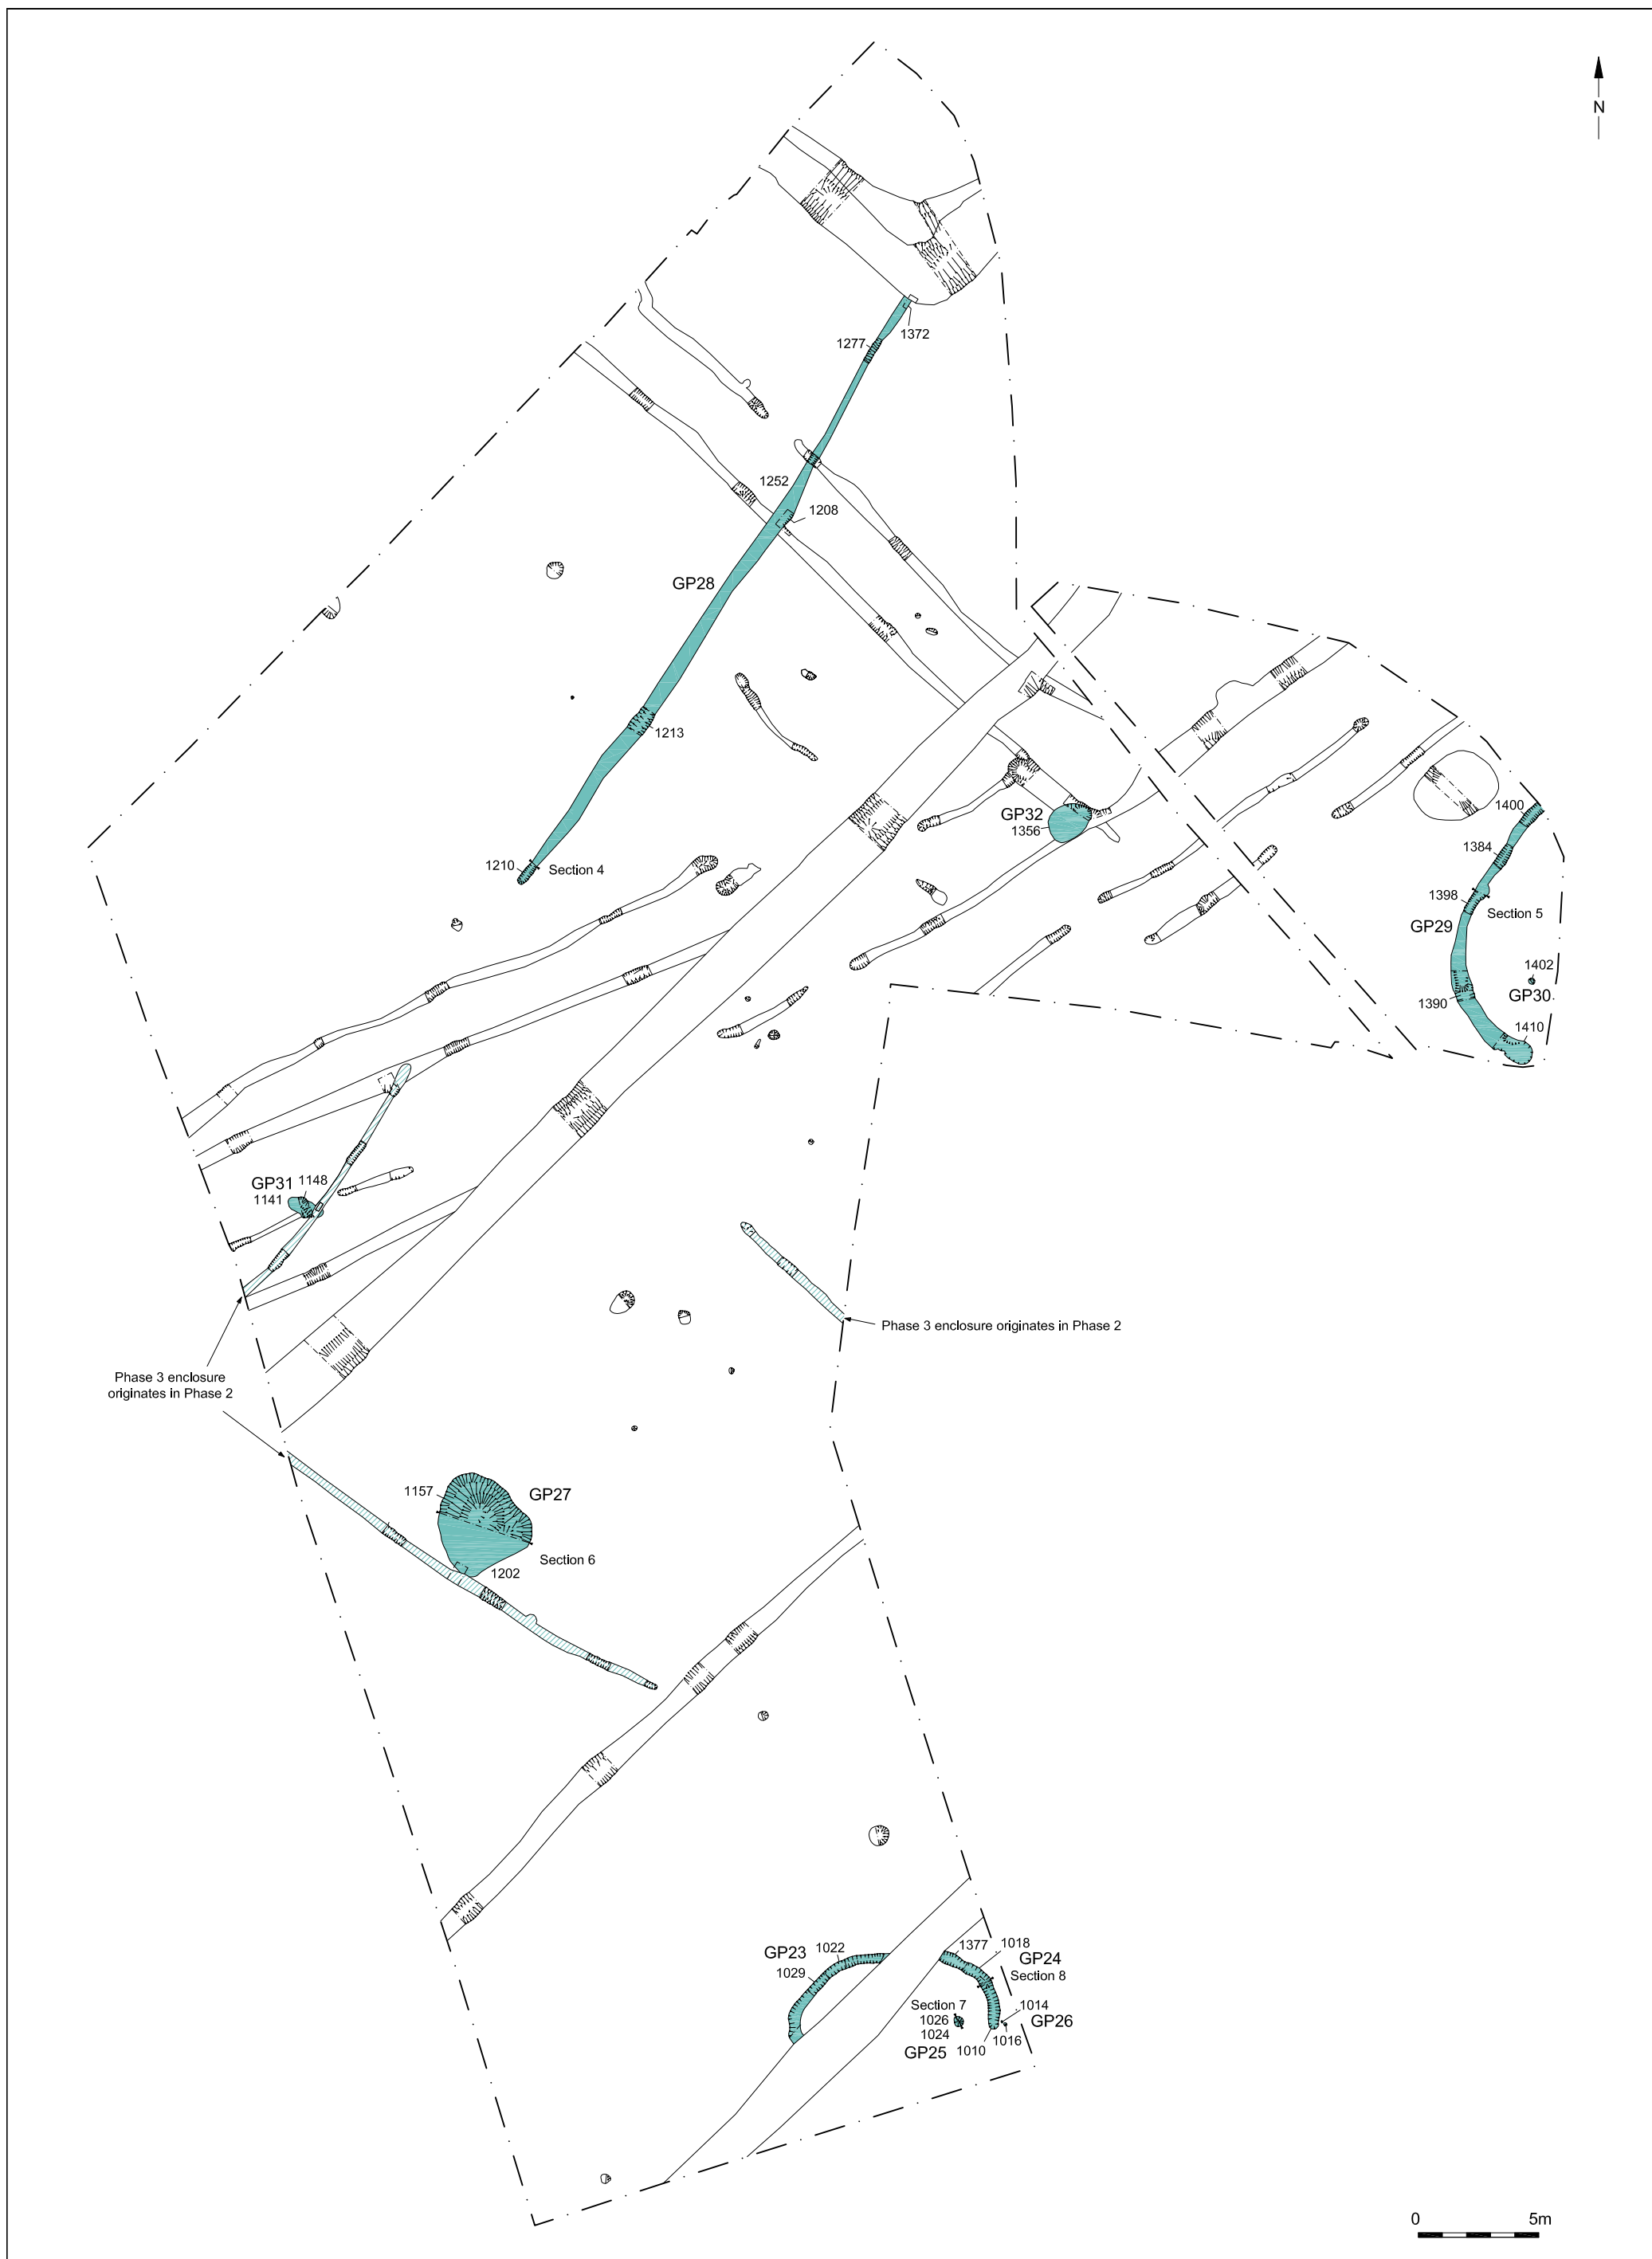 N
1372
1277
1252
1208
GP28
1213
GP32
1356
1400
1384
1210
Section 4
1398
Section 5
GP29
1402
GP30
1390
1410
GP31
1148
1141
Phase 3 enclosure originates in Phase 2
Phase 3 enclosure
originates in Phase 2
1157
GP27
Section 6
1202
GP23
1022
1377
1018
GP24
1029
Section 8
Section 7
1014
1026
GP26
1024
1016
GP25
1010
0
5m